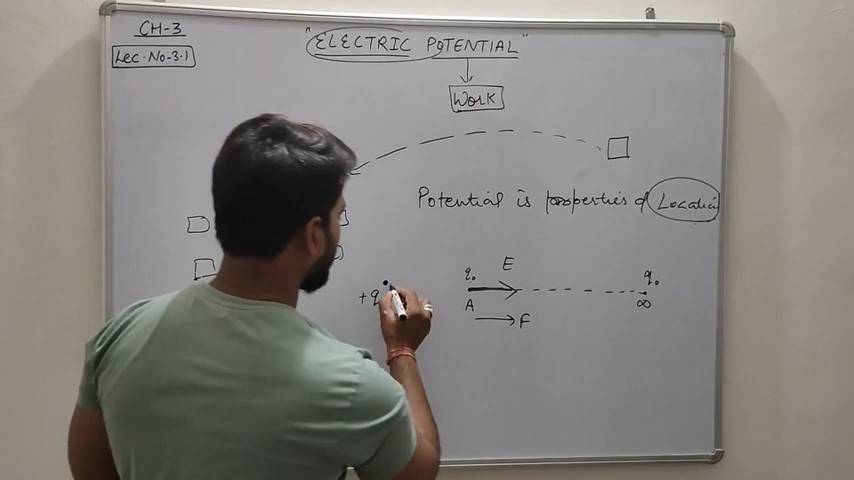 CH-3
Lec. No-3.1
"ELECTRIC POTENTIAL"
Work
Potential is properties of Location
q₀ E q₀
+q
A ∞
F